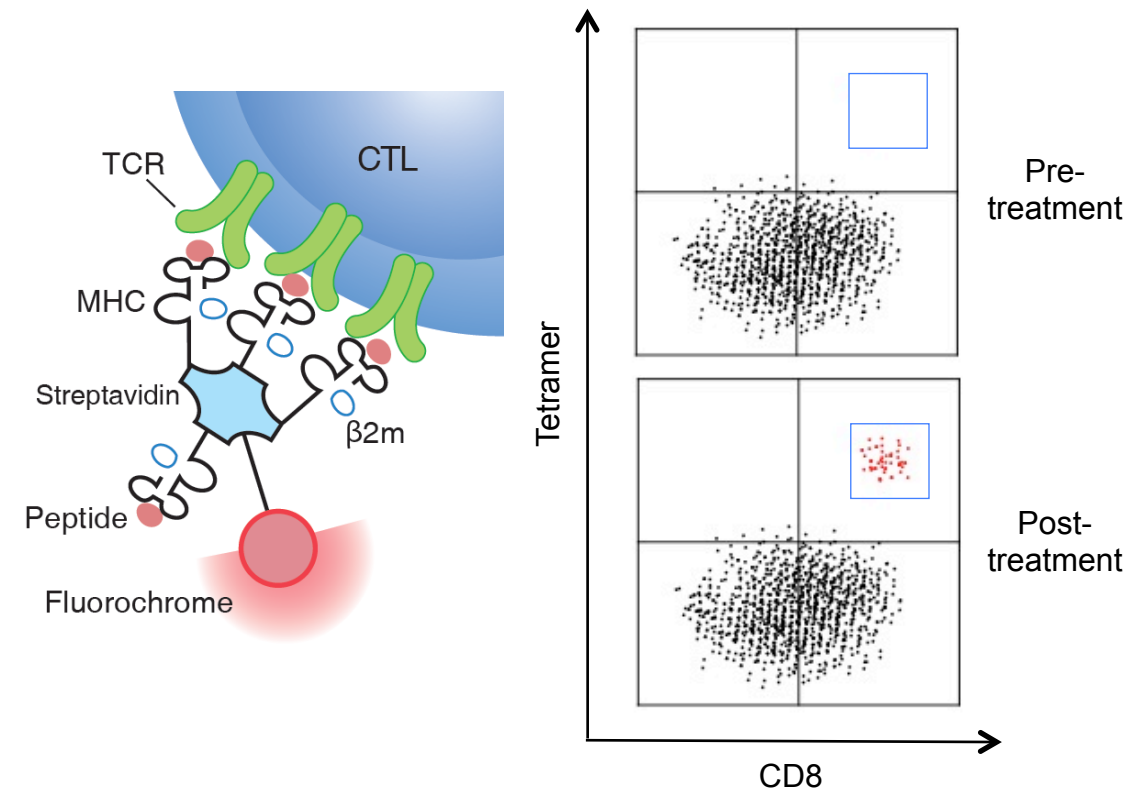 TCR
CTL
MHC
Streptavidin
β2m
Peptide
Fluorochrome
Tetramer
Pre-
treatment
Post-
treatment
CD8